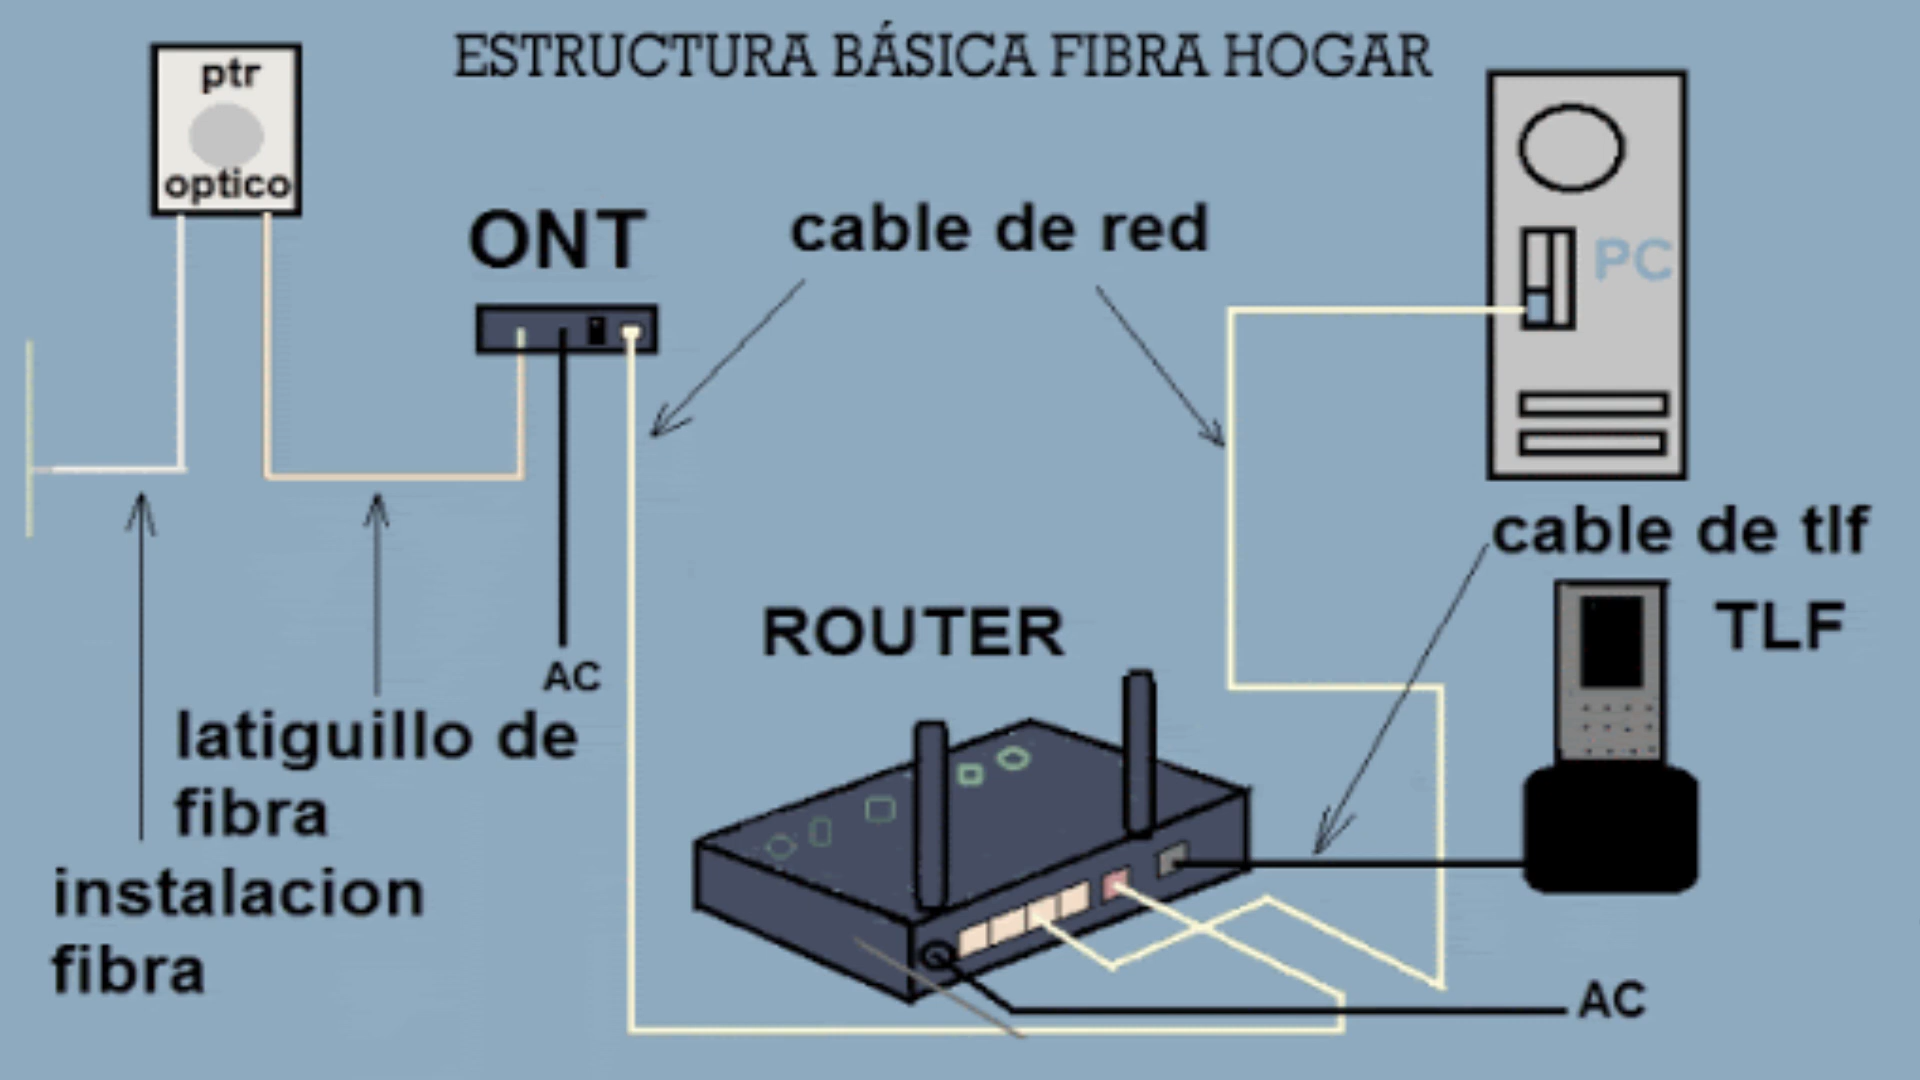 ESTRUCTURA BÁSICA FIBRA HOGAR
ptr
optico
ONT
cable de red
PC
cable de tlf
TLF
ROUTER
AC
latiguillo de
fibra
instalacion
fibra
AC